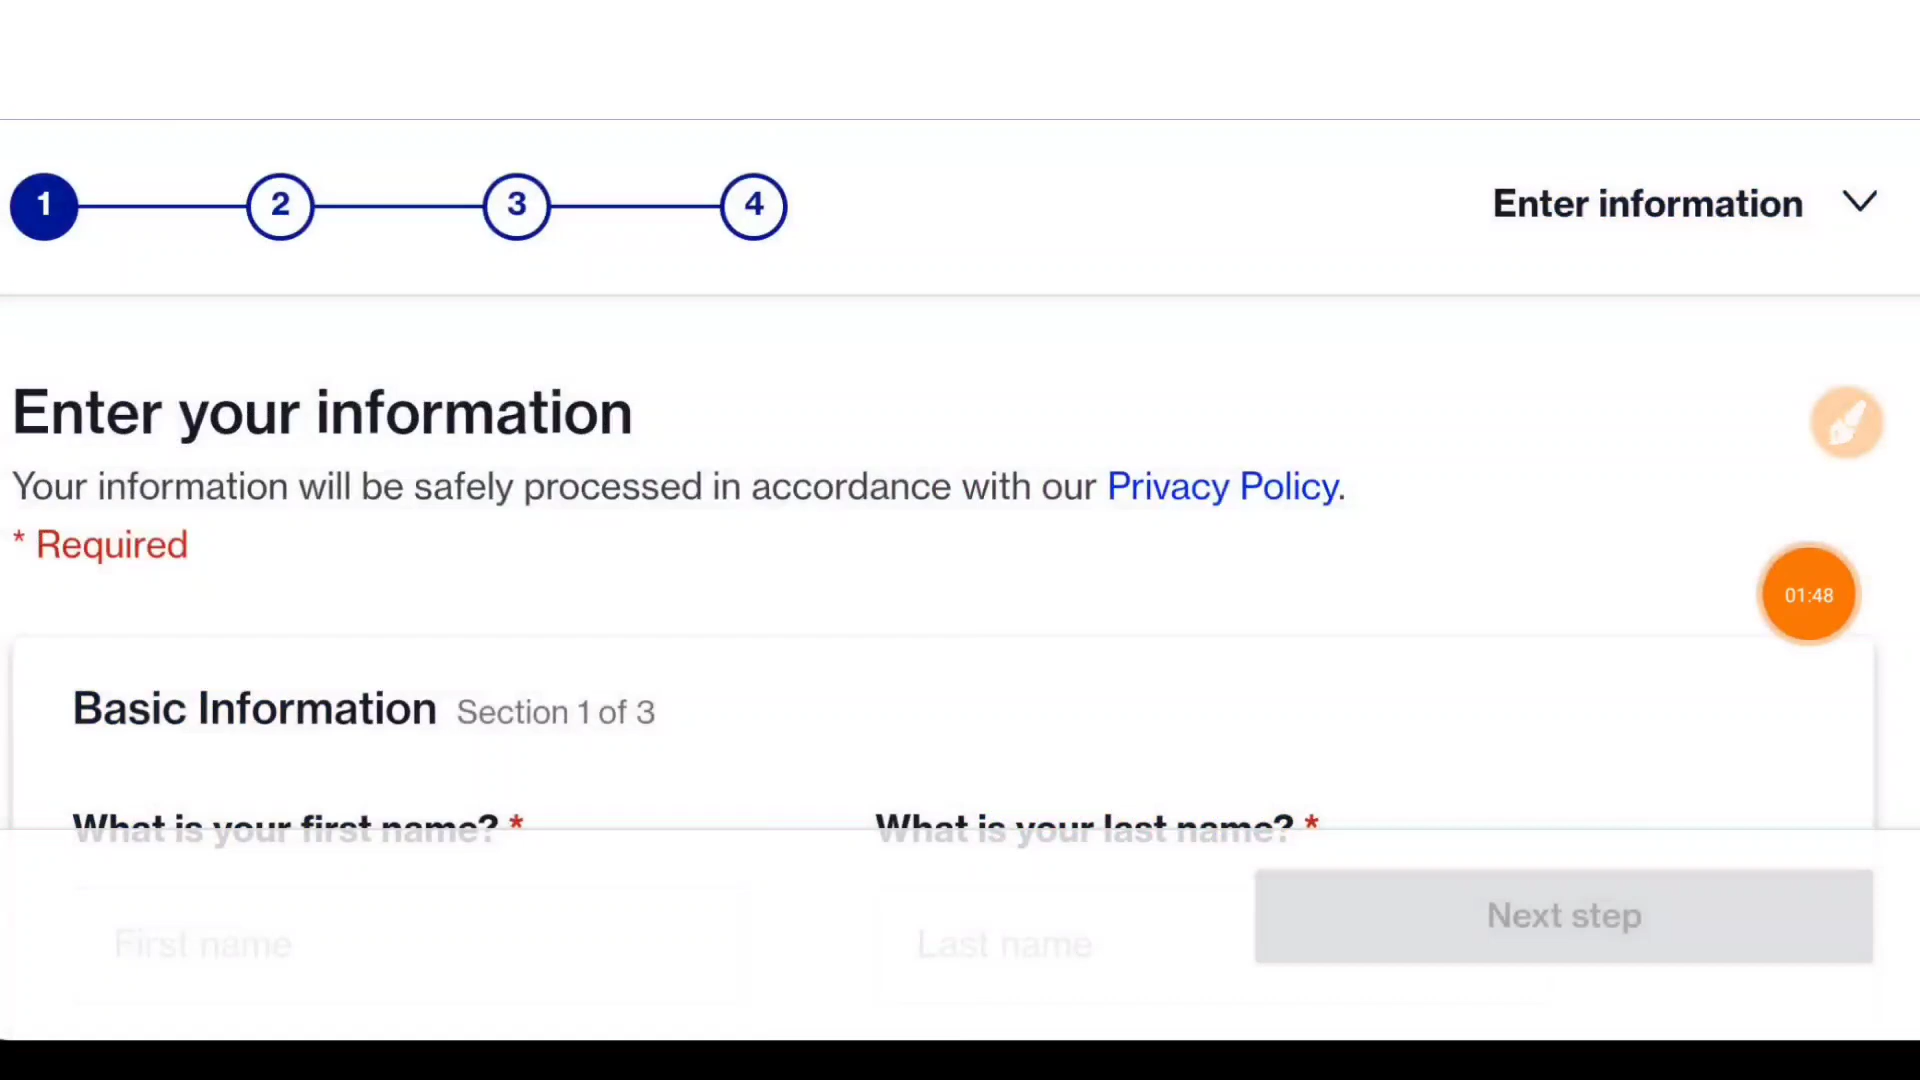 1 2 3 4 Enter information
Enter your information
Your information will be safely processed in accordance with our Privacy Policy.
* Required
01:48
Basic Information Section 1 of 3
What is your first name? * What is your last name? *
First name Last name Next step